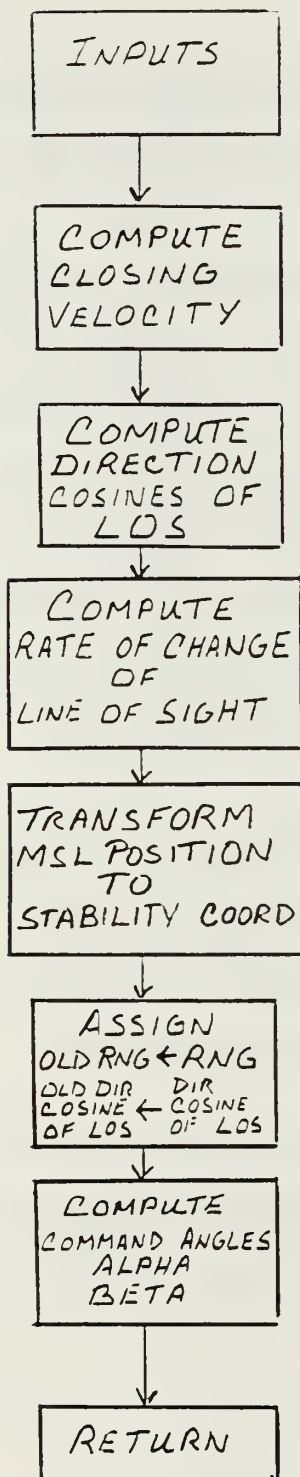 INPUTS
COMPUTE
CLOSING
VELOCITY
COMPUTE
DIRECTION
COSINES OF
LOS
COMPUTE
RATE OF CHANGE
OF
LINE OF SIGHT
TRANSFORM
MSL POSITION
TO
STABILITY COORD
ASSIGN
OLD RNG ← RNG
OLD DIR DIR
COSINE ← COSINE
OF LOS OF LOS
COMPUTE
COMMAND ANGLES
ALPHA
BETA
RETURN